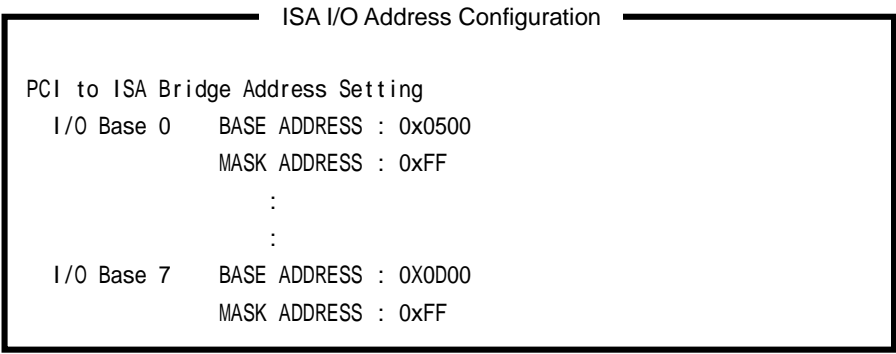 ISA I/O Address Configuration
PCI to ISA Bridge Address Setting
I/O Base 0 BASE ADDRESS : 0x0500
MASK ADDRESS : 0xFF
:
:
I/O Base 7 BASE ADDRESS : 0X0D00
MASK ADDRESS : 0xFF